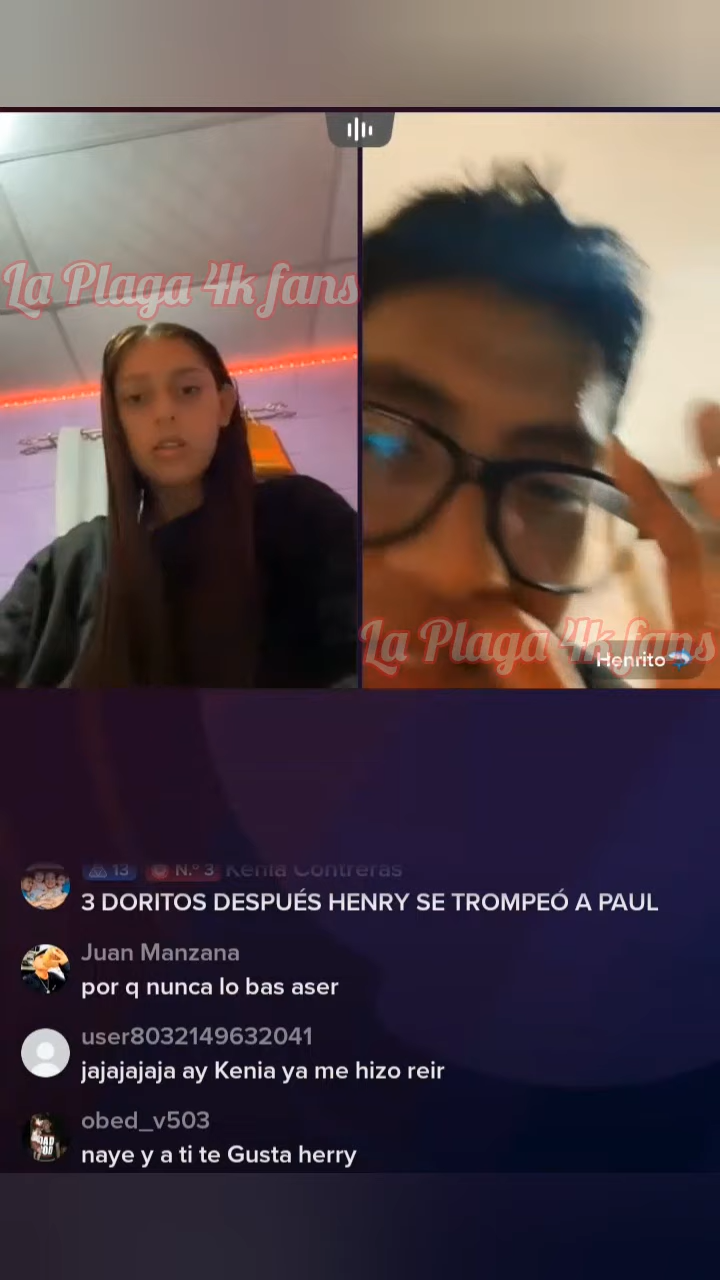 La Plaga 4k fans
La Plaga 4k fans
Henrito
13 N.º 3 Kenia Contreras
3 DORITOS DESPUÉS HENRY SE TROMPEÓ A PAUL
Juan Manzana
por q nunca lo bas aser
user8032149632041
jajajajaja ay Kenia ya me hizo reir
obed_v503
naye y a ti te Gusta herry